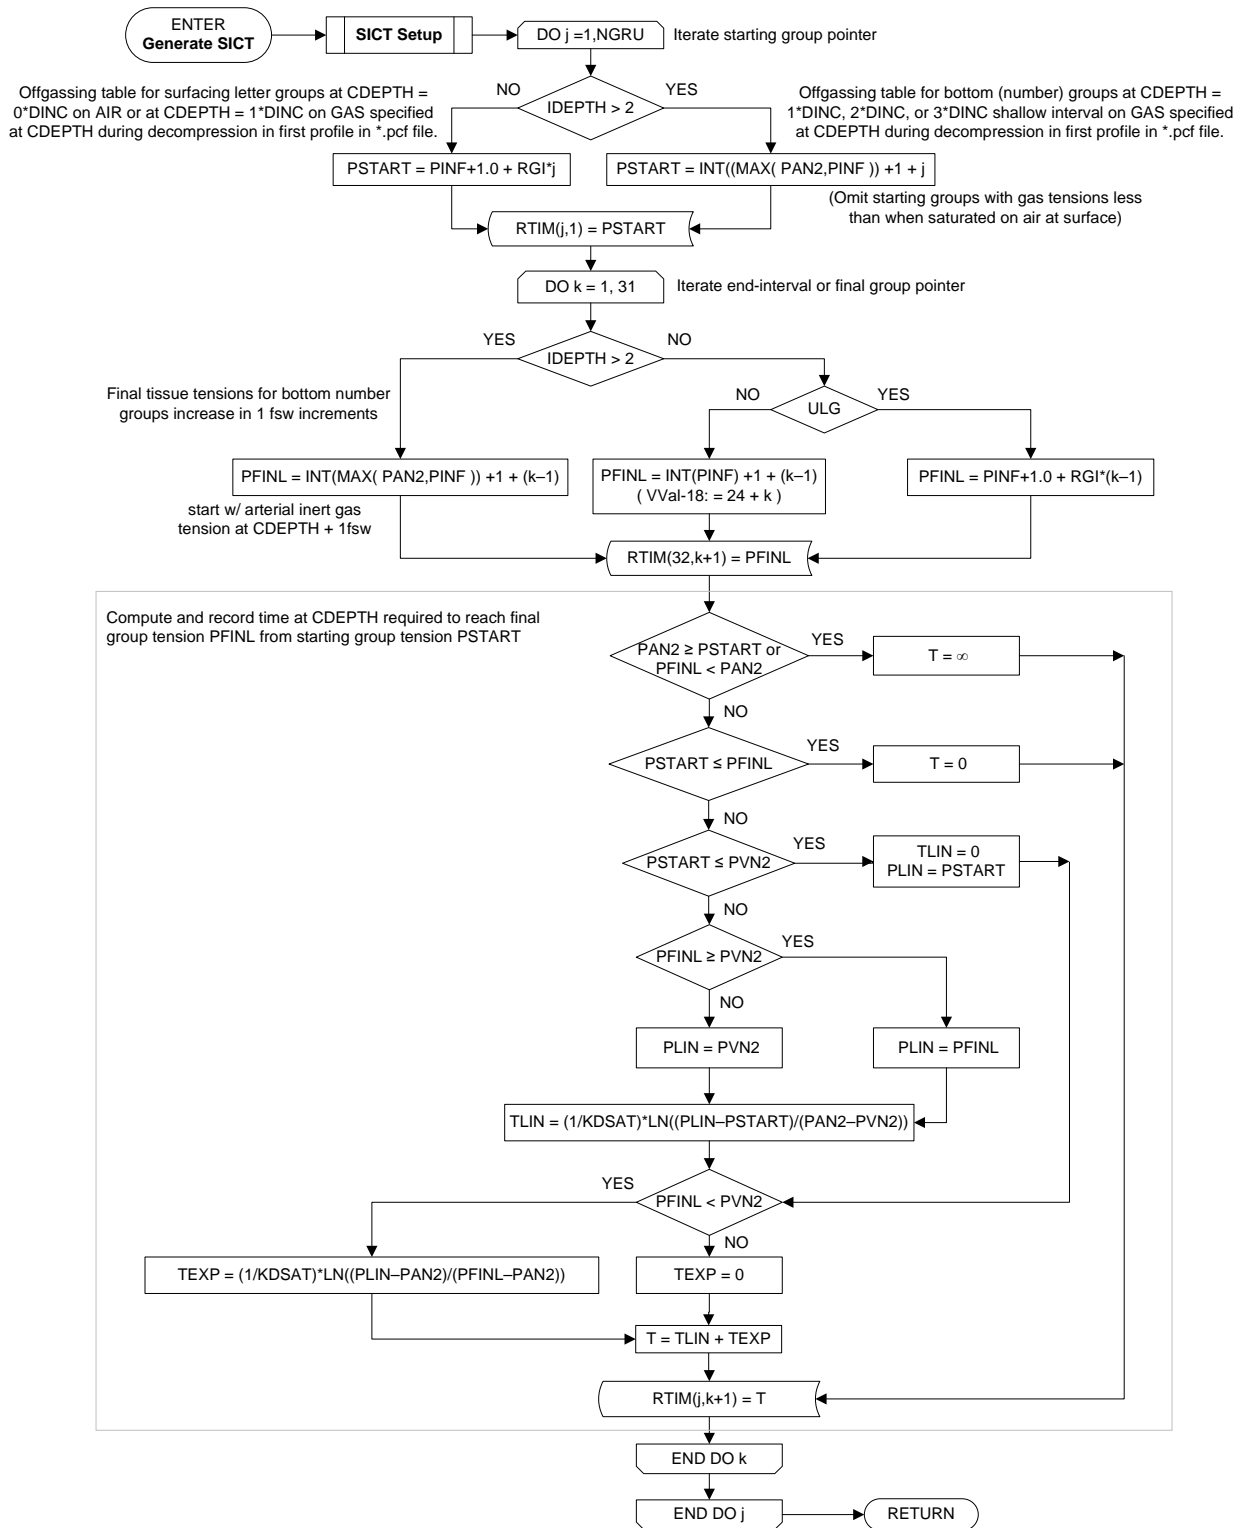 ENTER
Generate SICT
SICT Setup
DO j =1,NGRU
Iterate starting group pointer
Offgassing table for surfacing letter groups at CDEPTH =
0*DINC on AIR or at CDEPTH = 1*DINC on GAS specified
at CDEPTH during decompression in first profile in *.pcf file.
NO
IDEPTH > 2
YES
Offgassing table for bottom (number) groups at CDEPTH =
1*DINC, 2*DINC, or 3*DINC shallow interval on GAS specified
at CDEPTH during decompression in first profile in *.pcf file.
PSTART = PINF+1.0 + RGI*j
PSTART = INT((MAX( PAN2,PINF )) +1 + j
(Omit starting groups with gas tensions less
than when saturated on air at surface)
RTIM(j,1) = PSTART
DO k = 1, 31
Iterate end-interval or final group pointer
YES
IDEPTH > 2
NO
Final tissue tensions for bottom number
groups increase in 1 fsw increments
NO
ULG
YES
PFINL = INT(MAX( PAN2,PINF )) +1 + (k–1)
PFINL = INT(PINF) +1 + (k–1)
( VVal-18: = 24 + k )
PFINL = PINF+1.0 + RGI*(k–1)
start w/ arterial inert gas
tension at CDEPTH + 1fsw
RTIM(32,k+1) = PFINL
Compute and record time at CDEPTH required to reach final
group tension PFINL from starting group tension PSTART
PAN2 ≥ PSTART or
PFINL < PAN2
YES
T = ∞
NO
PSTART ≤ PFINL
YES
T = 0
NO
PSTART ≤ PVN2
YES
TLIN = 0
PLIN = PSTART
NO
PFINL ≥ PVN2
YES
NO
PLIN = PVN2
PLIN = PFINL
TLIN = (1/KDSAT)*LN((PLIN–PSTART)/(PAN2–PVN2))
YES
PFINL < PVN2
NO
TEXP = (1/KDSAT)*LN((PLIN–PAN2)/(PFINL–PAN2))
TEXP = 0
T = TLIN + TEXP
RTIM(j,k+1) = T
END DO k
END DO j
RETURN